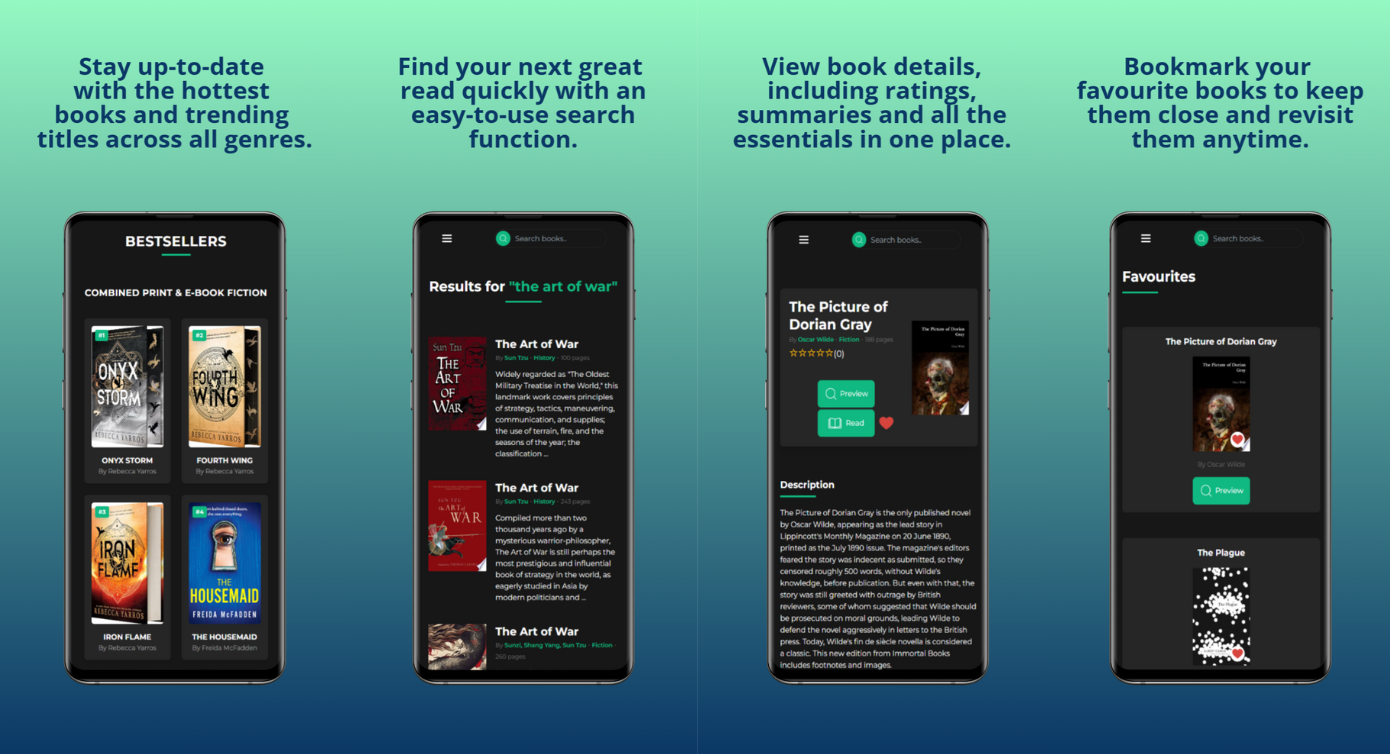 Stay up-to-date
with the hottest
books and trending
titles across all genres.
BESTSELLERS
COMBINED PRINT & E-BOOK FICTION
#1
ONYX
STORM
REBECCA YARROS
ONYX STORM
By Rebecca Yarros
#2
FOURTH
WING
REBECCA YARROS
FOURTH WING
By Rebecca Yarros
#3
IRON
FLAME
REBECCA YARROS
IRON FLAME
By Rebecca Yarros
#4
THE
HOUSEMAID
FREIDA McFADDEN
THE HOUSEMAID
By Freida McFadden
Find your next great
read quickly with an
easy-to-use search
function.
Search books..
Results for "the art of war"
Sun Tzu
THE
ART
OF
WAR
The Art of War
By Sun Tzu · History · 100 pages
Widely regarded as "The Oldest
Military Treatise in the World," this
landmark work covers principles
of strategy, tactics, maneuvering,
communication, and supplies;
the use of terrain, fire, and the
seasons of the year; the
classification ...
SUN TZU
the ART of
WAR
The Art of War
By Sun Tzu · History · 243 pages
Compiled more than two
thousand years ago by a
mysterious warrior-philosopher,
The Art of War is still perhaps the
most prestigious and influential
book of strategy in the world, as
eagerly studied in Asia by
modern politicians and ...
The Art of War
By Sunzi, Shang Yang, Sun Tzu · Fiction ·
260 pages
View book details,
including ratings,
summaries and all the
essentials in one place.
Search books..
The Picture of
Dorian Gray
By Oscar Wilde · Fiction · 188 pages
(0)
Preview
Read
The Picture of Dorian
Gray
Description
The Picture of Dorian Gray is the only published novel
by Oscar Wilde, appearing as the lead story in
Lippincott's Monthly Magazine on 20 June 1890,
printed as the July 1890 issue. The magazine's editors
feared the story was indecent as submitted, so they
censored roughly 500 words, without Wilde's
knowledge, before publication. But even with that, the
story was still greeted with outrage by British
reviewers, some of whom suggested that Wilde should
be prosecuted on moral grounds, leading Wilde to
defend the novel aggressively in letters to the British
press. Today, Wilde's fin de siècle novella is considered
a classic. This new edition from Immortal Books
includes footnotes and images.
Bookmark your
favourite books to keep
them close and revisit
them anytime.
Search books..
Favourites
The Picture of Dorian Gray
The Picture of Dorian
Gray
By Oscar Wilde
Preview
The Plague
The Plague